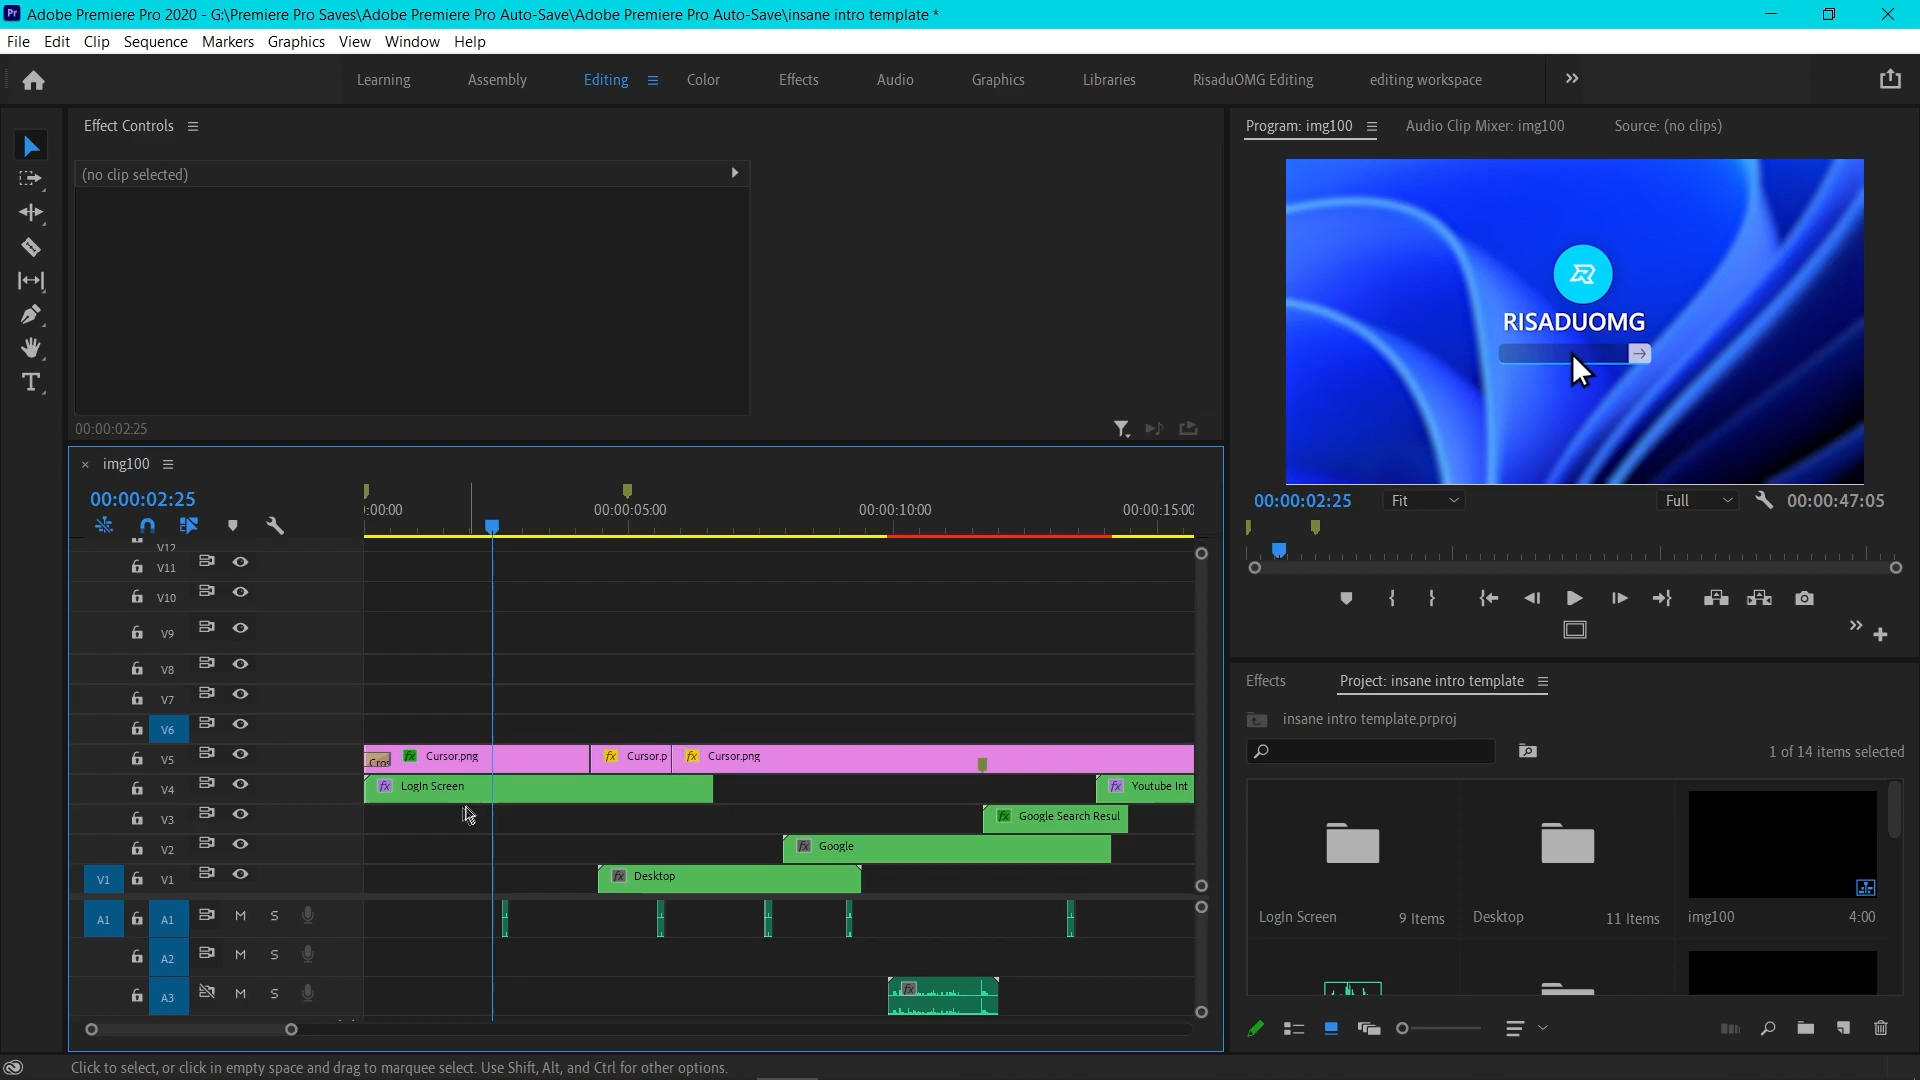 Adobe Premiere Pro 2020 - G:\Premiere Pro Saves\Adobe Premiere Pro Auto-Save\Adobe Premiere Pro Auto-Save\insane intro template *
File Edit Clip Sequence Markers Graphics View Window Help
Learning Assembly Editing Color Effects Audio Graphics Libraries RisaduOMG Editing editing workspace
Effect Controls
(no clip selected)
00:00:02:25
Program: img100 Audio Clip Mixer: img100 Source: (no clips)
RISADUOMG
00:00:02:25 Fit Full 00:00:47:05
img100
00:00:02:25
:00:00 00:00:05:00 00:00:10:00 00:00:15:00
V12
V11
V10
V9
V8
V7
V6
V5 Cros Cursor.png Cursor.p Cursor.png
V4 LogIn Screen Youtube Int
V3 Google Search Resul
V2 Google
V1 V1 Desktop
A1 A1 M S
A2 M S
A3 M S
Effects Project: insane intro template
insane intro template.prproj
1 of 14 items selected
LogIn Screen 9 Items Desktop 11 Items img100 4:00
Click to select, or click in empty space and drag to marquee select. Use Shift, Alt, and Ctrl for other options.